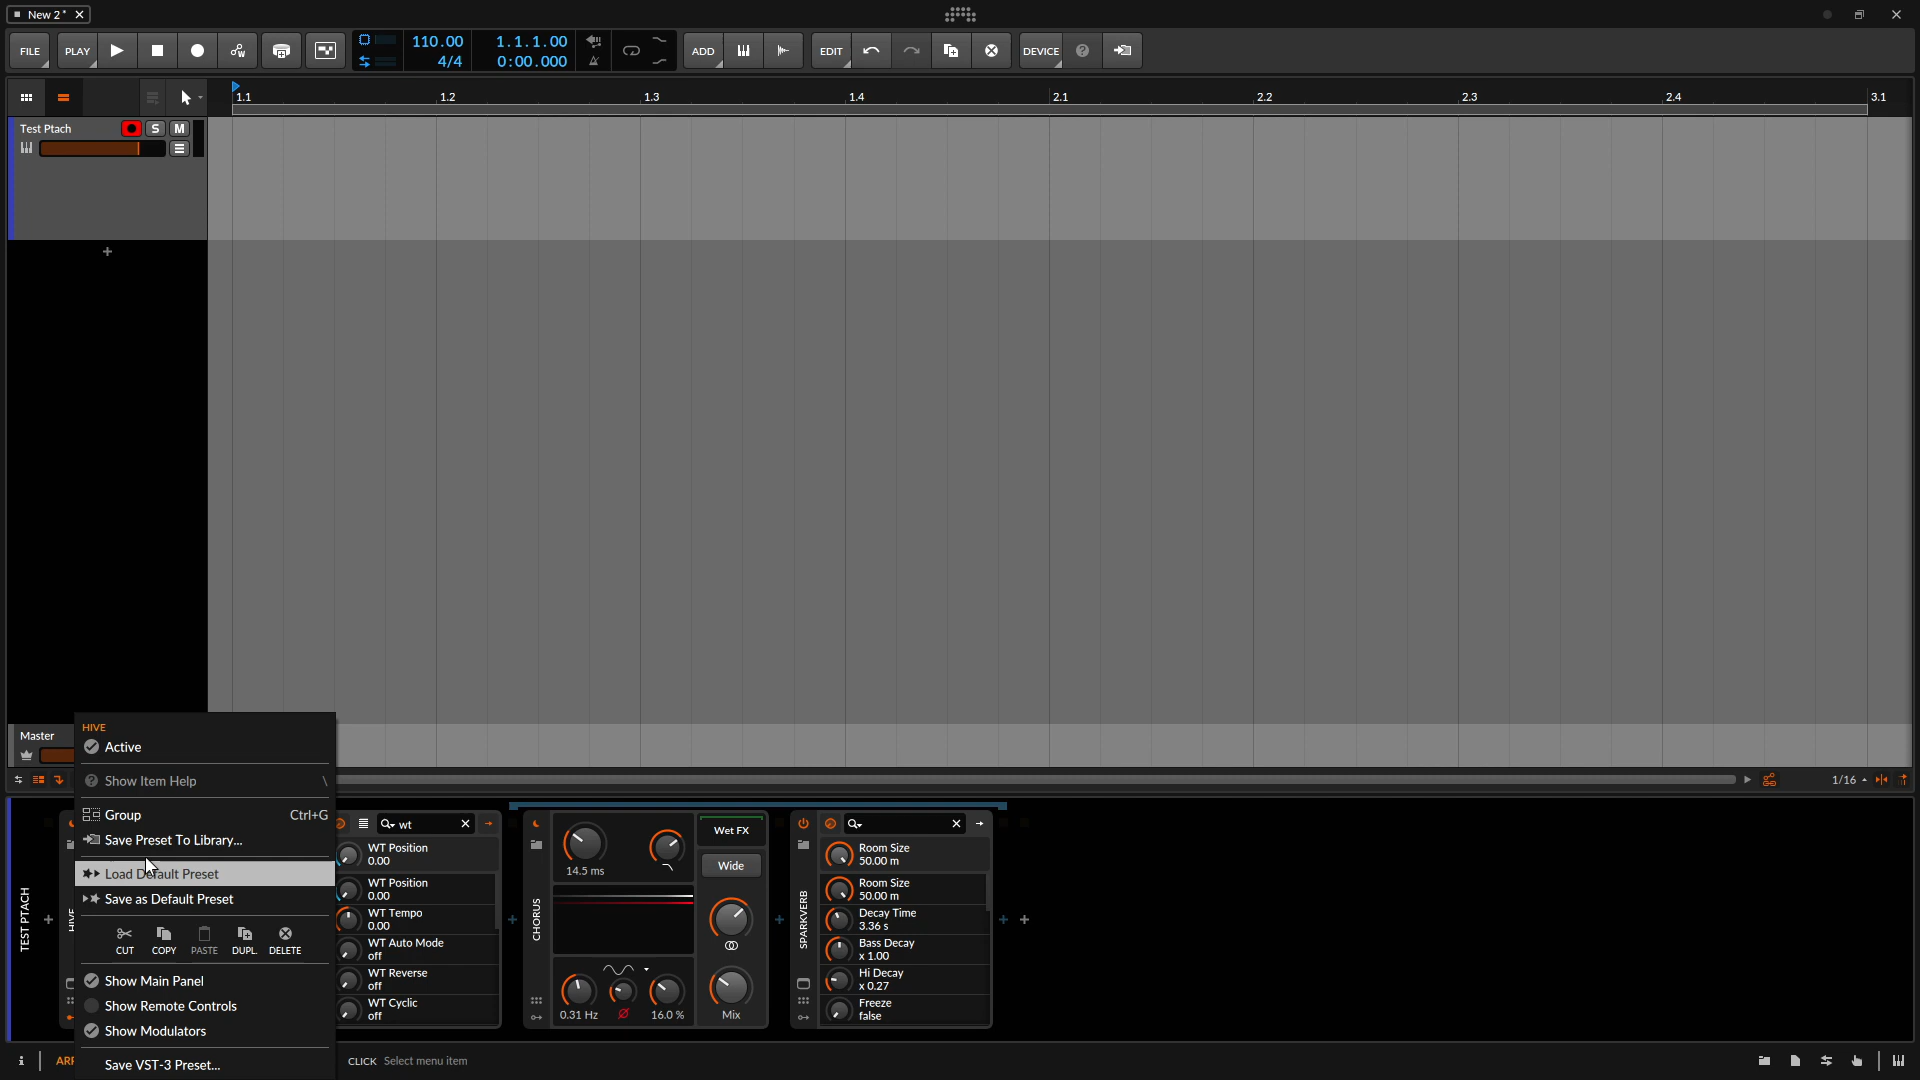 New 2*
FILE PLAY 110.00 1.1.1.00 ADD EDIT DEVICE
4/4 0:00.000
1.1 1.2 1.3 1.4 2.1 2.2 2.3 2.4 3.1
Test Ptach S M
Master
HIVE
Active
Show Item Help \
1/16
Group Ctrl+G
Save Preset To Library...
Load Default Preset
Save as Default Preset
CUT COPY PASTE DUPL. DELETE
Show Main Panel
Show Remote Controls
Show Modulators
Save VST-3 Preset...
TEST PTACH
wt
WT Position
0.00
WT Position
0.00
WT Tempo
0.00
WT Auto Mode
off
WT Reverse
off
WT Cyclic
off
CHORUS
14.5 ms
0.31 Hz
16.0 %
Wet FX
Wide
Mix
SPARKVERB
Room Size
50.00 m
Room Size
50.00 m
Decay Time
3.36 s
Bass Decay
x 1.00
Hi Decay
x 0.27
Freeze
false
CLICK Select menu item